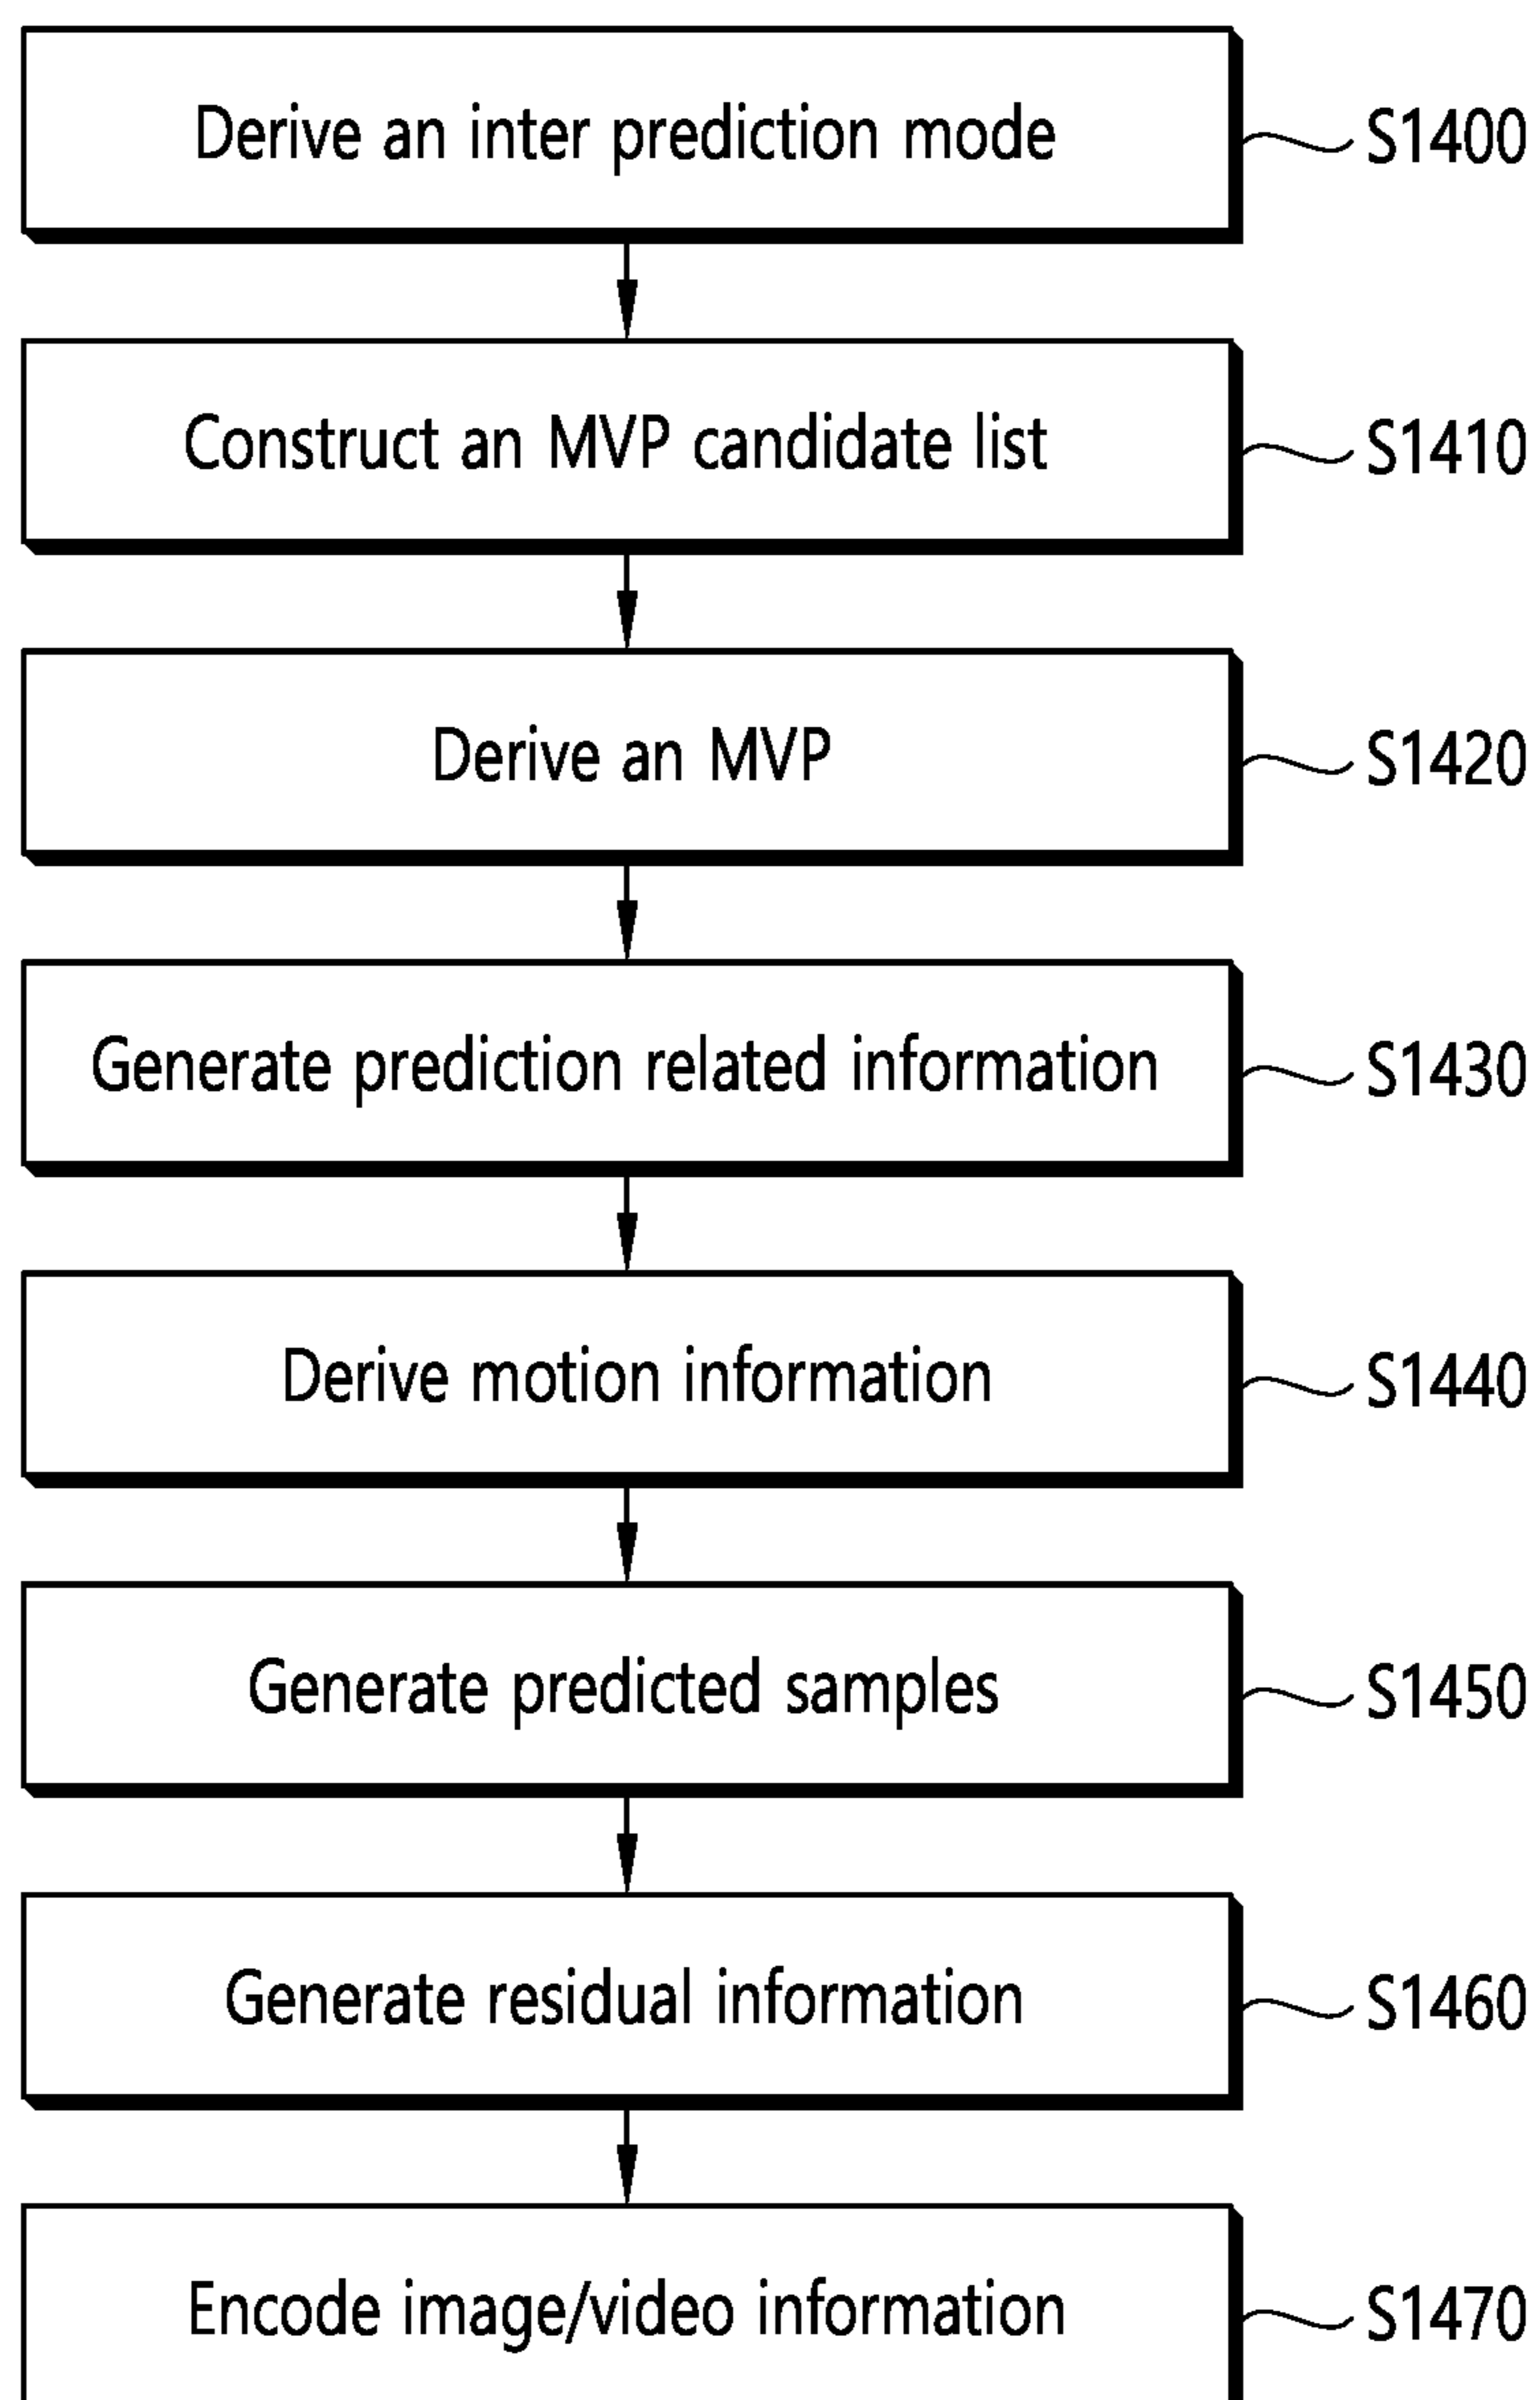 Derive an inter prediction mode S1400
Construct an MVP candidate list S1410
Derive an MVP S1420
Generate prediction related information S1430
Derive motion information S1440
Generate predicted samples S1450
Generate residual information S1460
Encode image/video information S1470